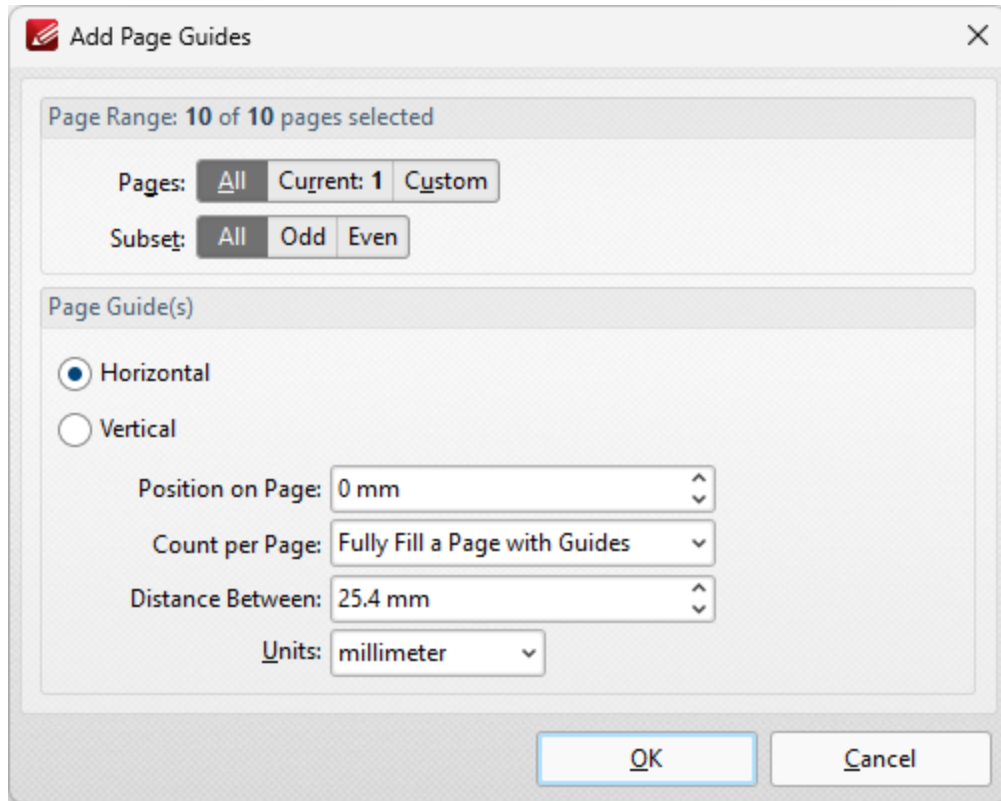 Add Page Guides
Page Range: 10 of 10 pages selected
Pages: All Current: 1 Custom
Subset: All Odd Even
Page Guide(s)
Horizontal
Vertical
Position on Page: 0 mm
Count per Page: Fully Fill a Page with Guides
Distance Between: 25.4 mm
Units: millimeter
OK Cancel